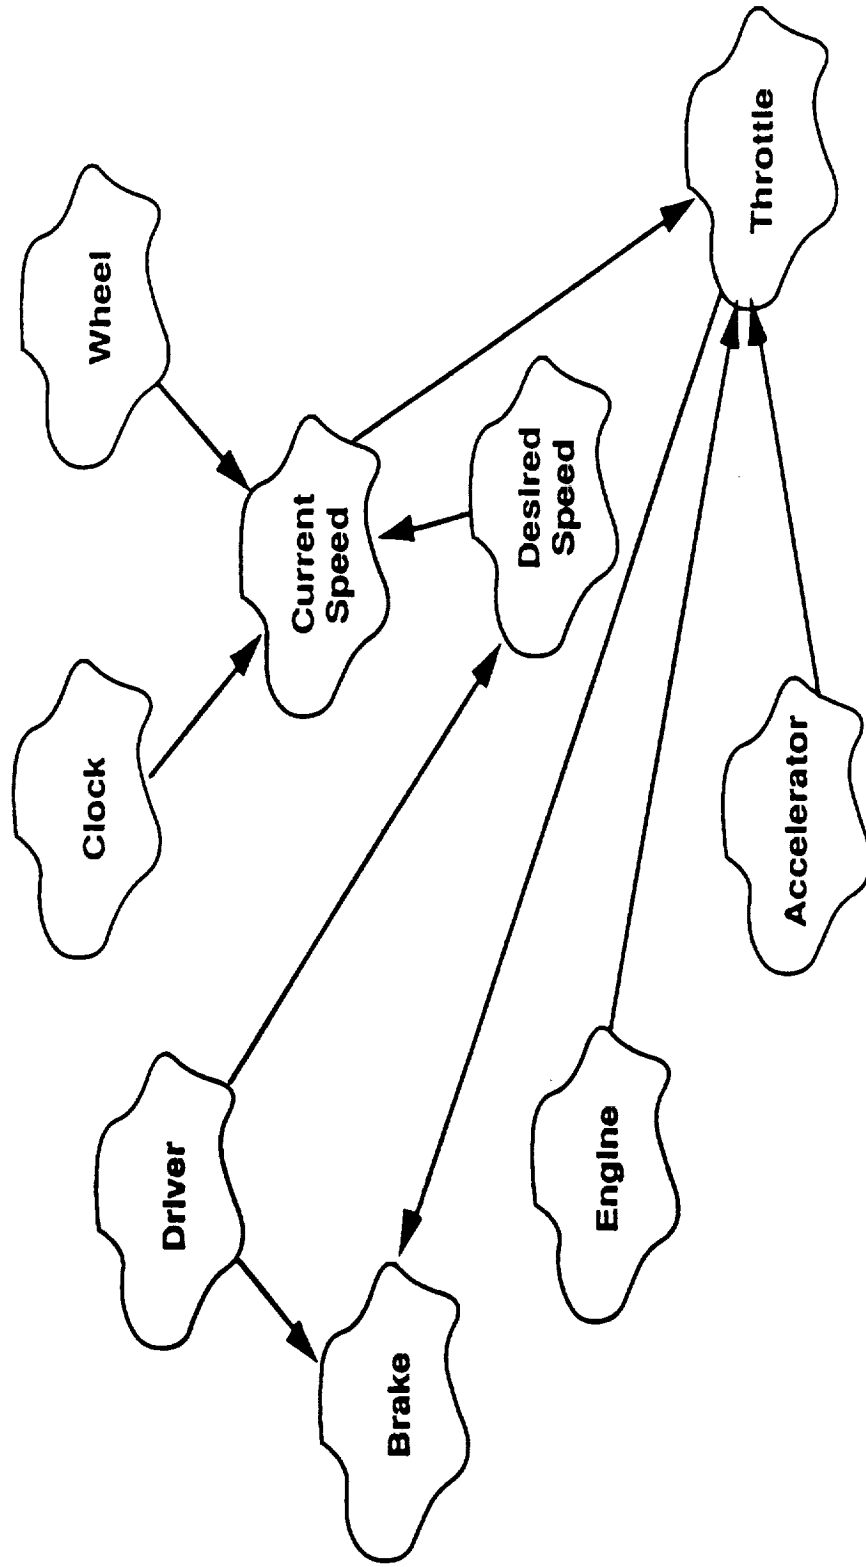 Clock
Wheel
Driver
Current
Speed
Brake
Desired
Speed
Engine
Throttle
Accelerator